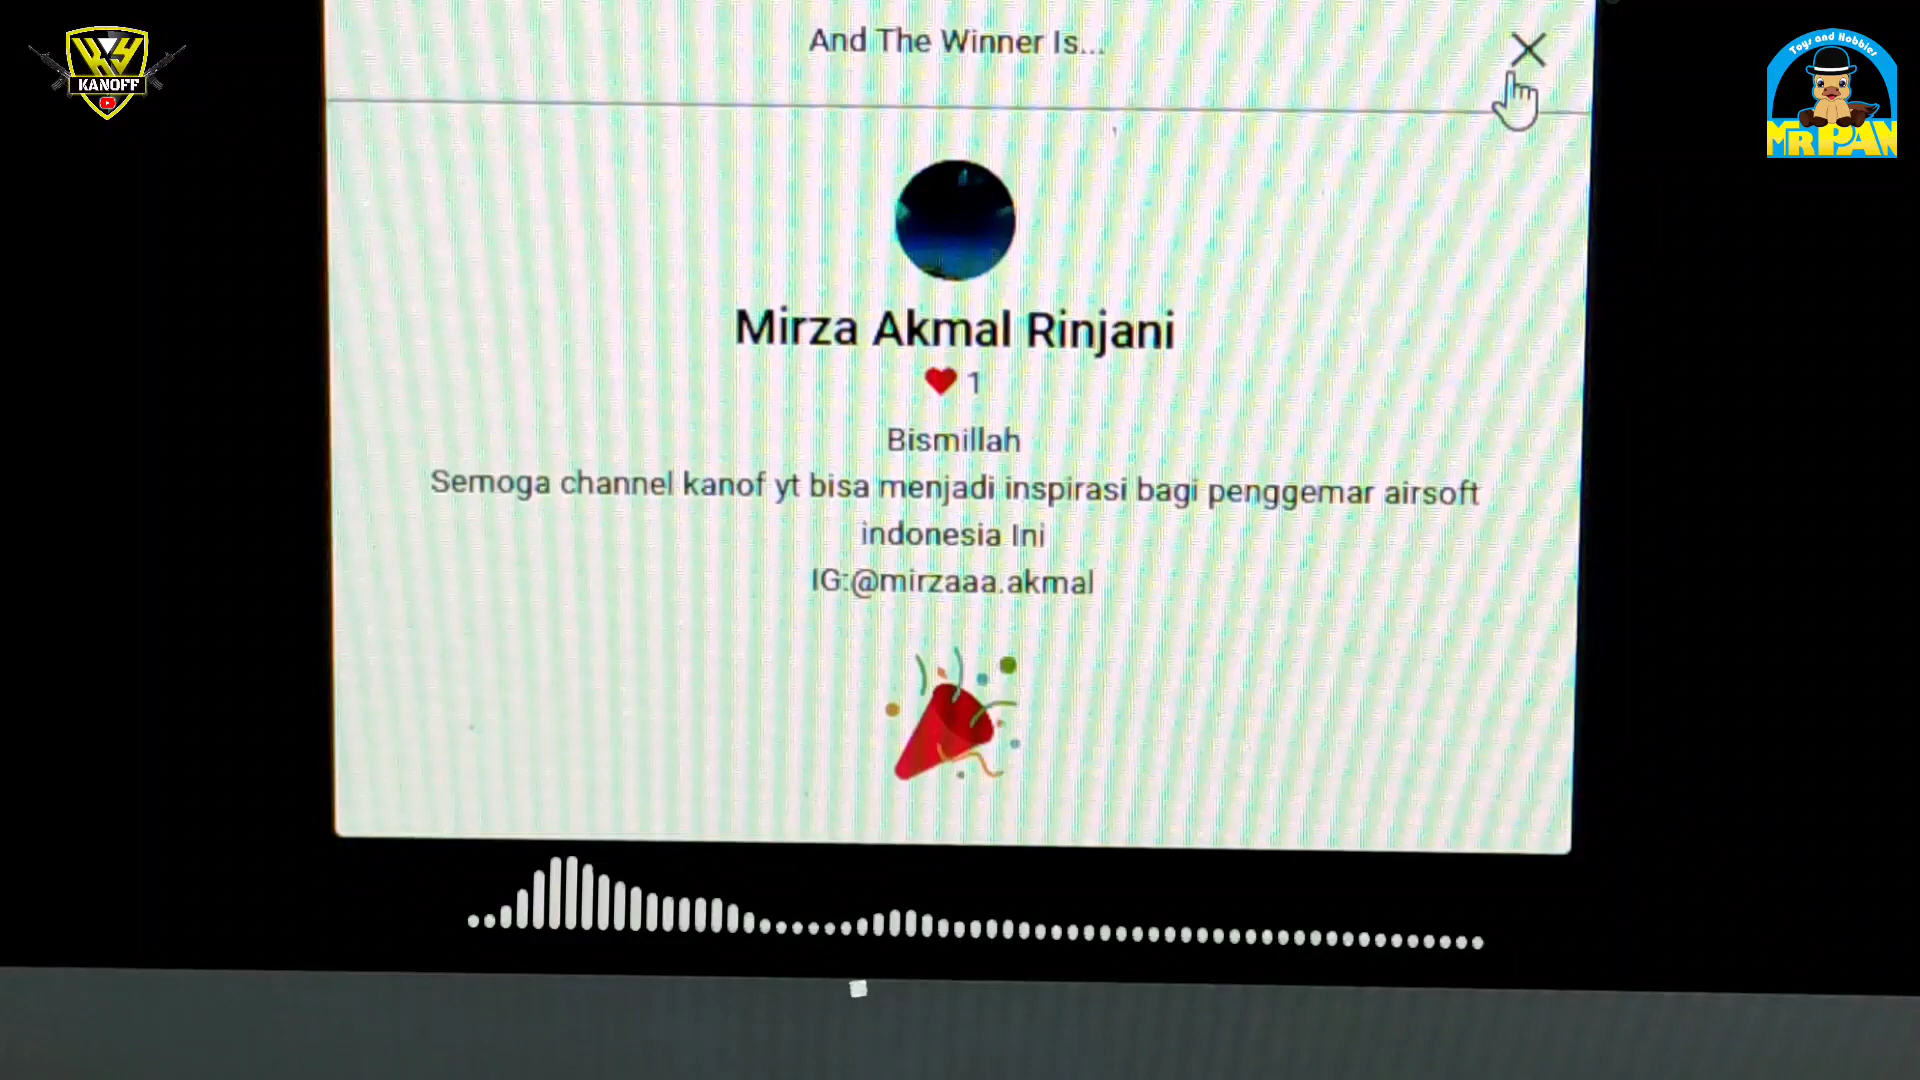 And The Winner Is...
KY
KANOFF
Toys and Hobbies
MR PAN
Mirza Akmal Rinjani
1
Bismillah
Semoga channel kanof yt bisa menjadi inspirasi bagi penggemar airsoft
indonesia Ini
IG:@mirzaaa.akmal